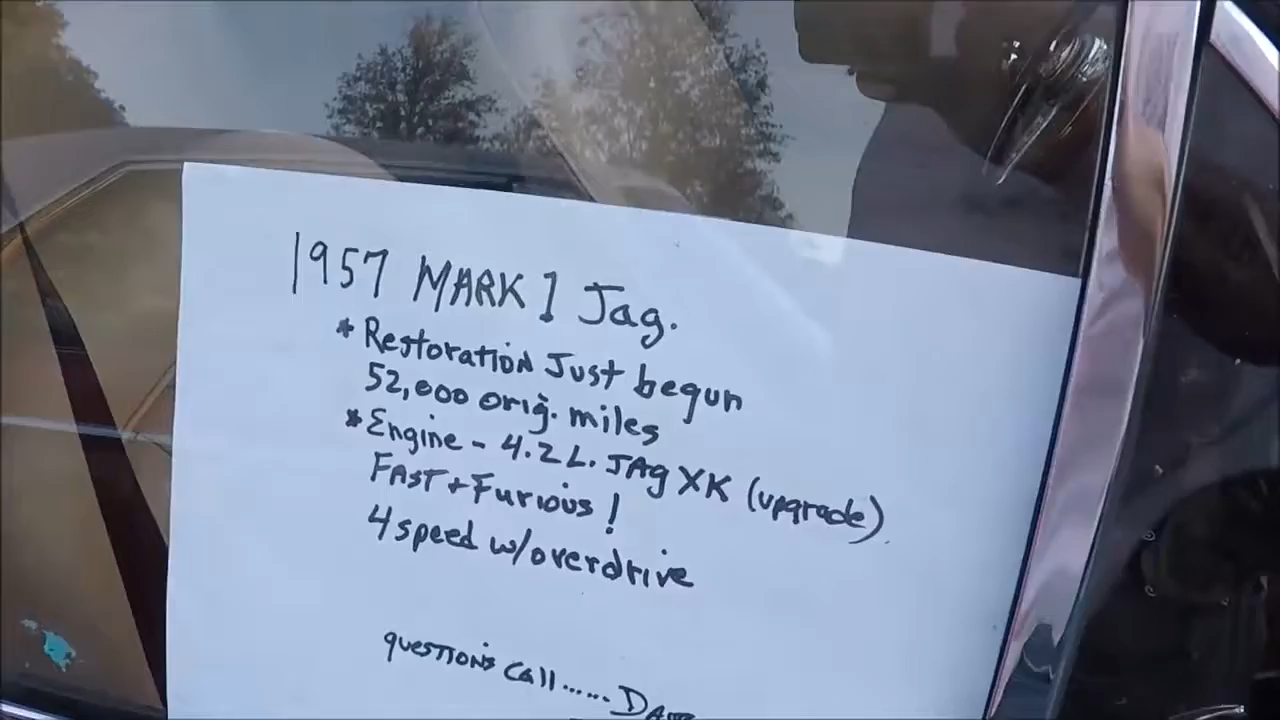 1957 MARK I Jag.
* Restoration Just begun
52,000 orig. miles
* Engine - 4.2 L. JAg XK (upgrade)
FAST + Furious !
4 speed w/overdrive
questions call......